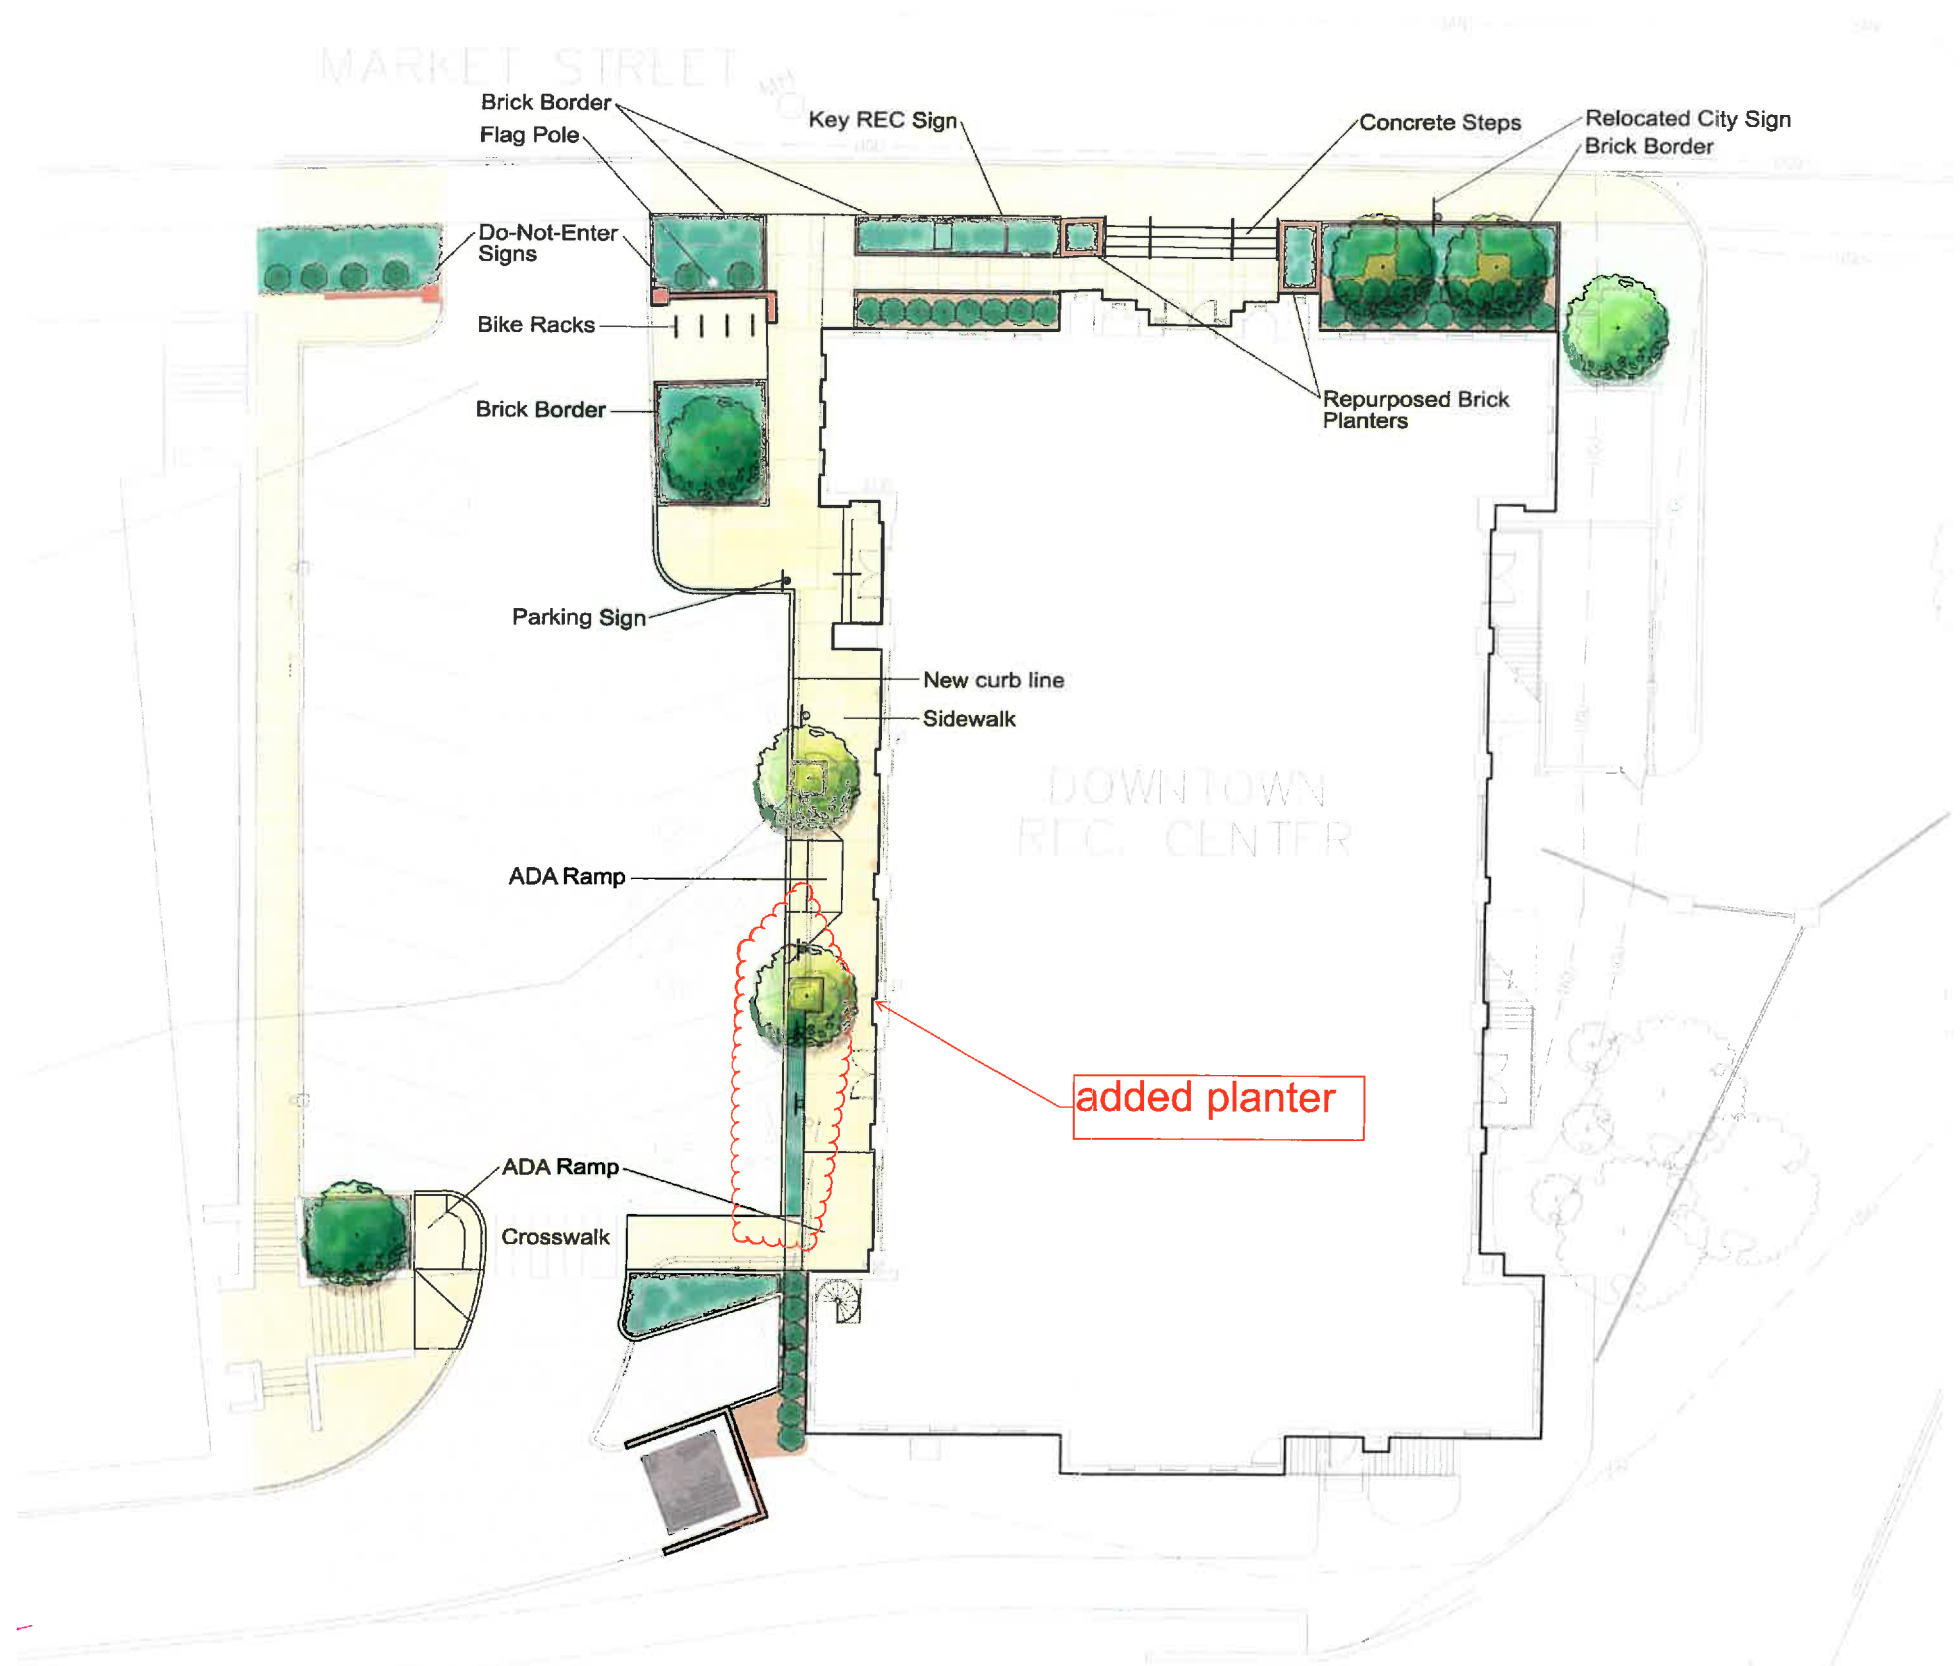 MARKET STREET
Brick Border
Flag Pole
Key REC Sign
Concrete Steps
Relocated City Sign
Brick Border
Do-Not-Enter
Signs
Bike Racks
Brick Border
Repurposed Brick
Planters
Parking Sign
New curb line
Sidewalk
DOWNTOWN
REC. CENTER
ADA Ramp
added planter
ADA Ramp
Crosswalk